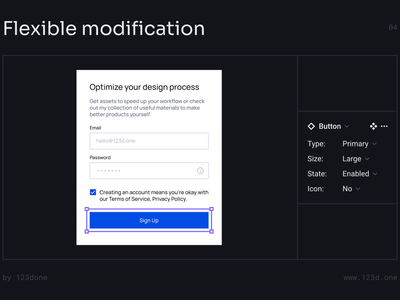 Flexible modification
04
Optimize your design process
Get assets to speed up your workflow or check
out my collection of useful materials to make
better products yourself.
Email
hello@123d.one
Password
Creating an account means you're okay with
our Terms of Service, Privacy Policy.
Sign Up
Button
Type: Primary
Size: Large
State: Enabled
Icon: No
by 123done
www.123d.one